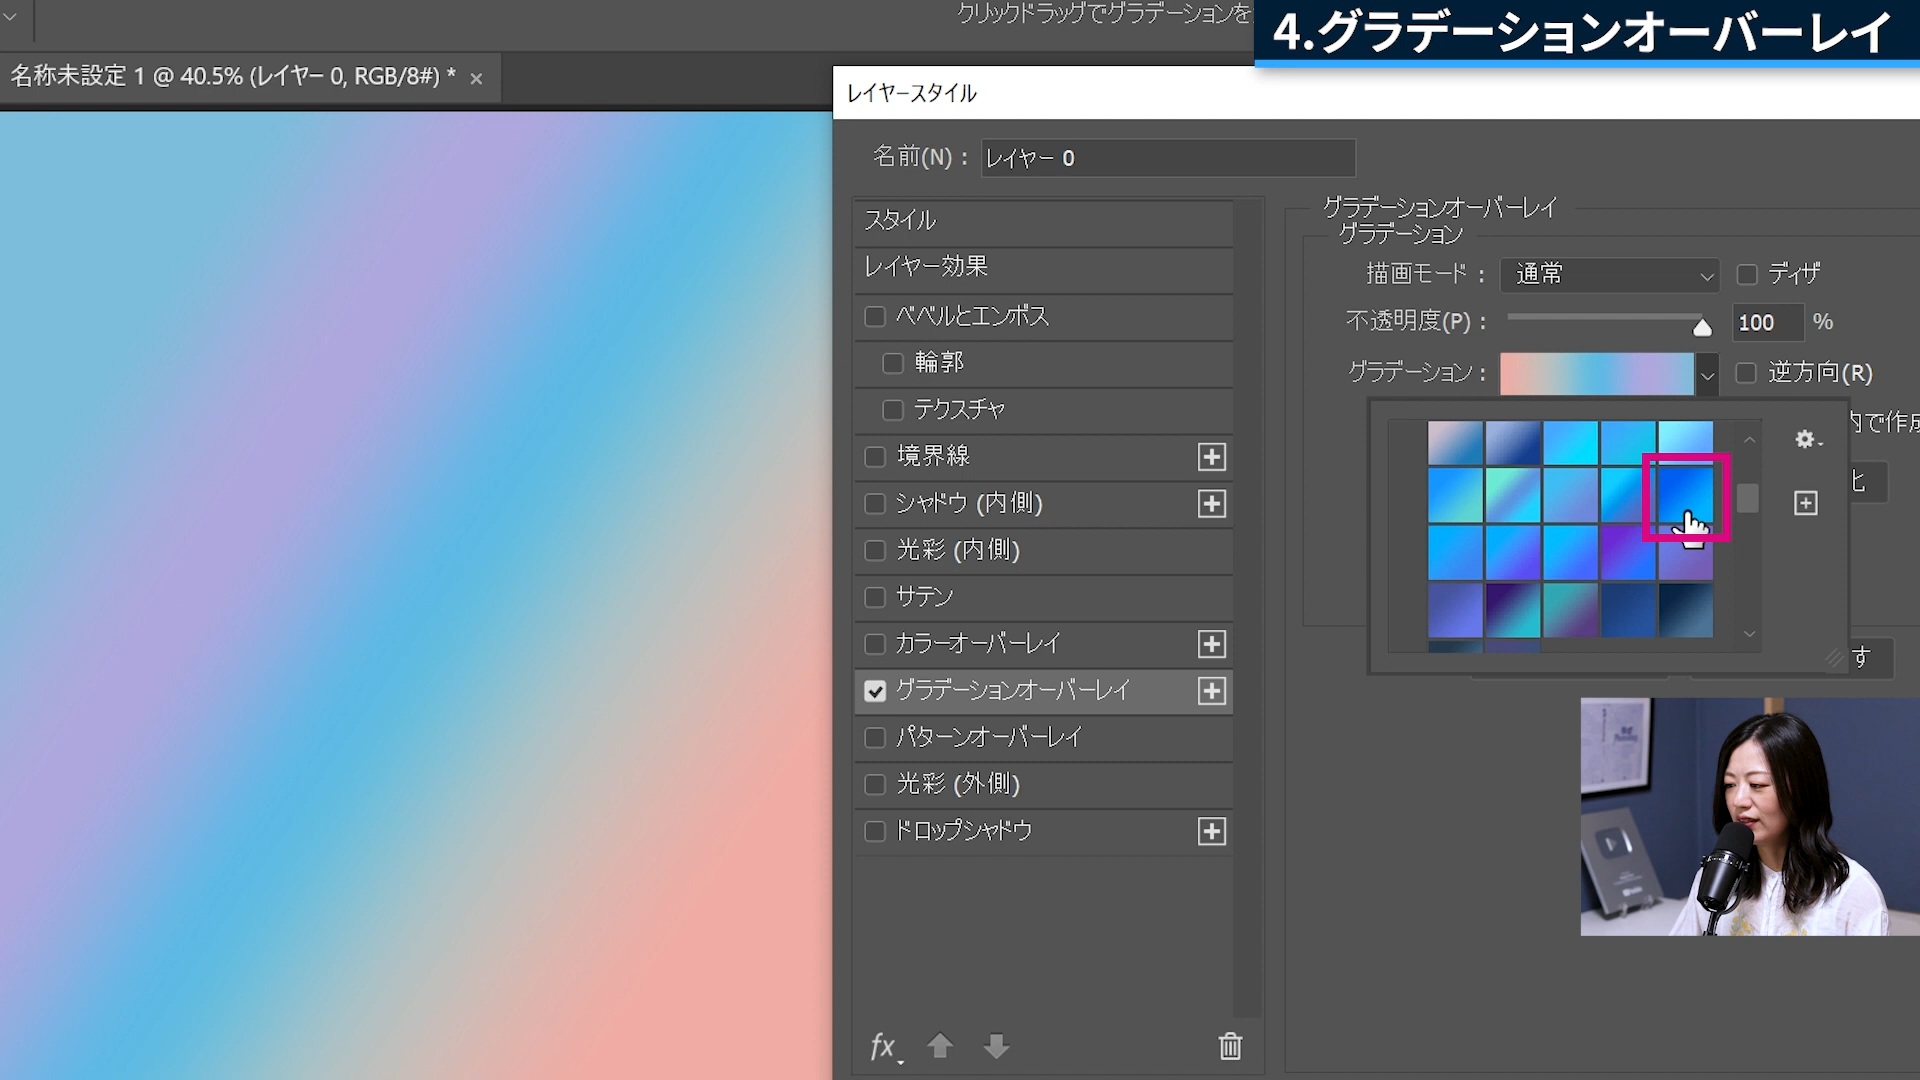 クリックドラッグでグラデーションを
4.グラデーションオーバーレイ
名称未設定 1 @ 40.5% (レイヤー 0, RGB/8#) *
レイヤースタイル
名前(N) : レイヤー 0
スタイル
レイヤー効果
ベベルとエンボス
輪郭
テクスチャ
境界線
シャドウ (内側)
光彩 (内側)
サテン
カラーオーバーレイ
グラデーションオーバーレイ
パターンオーバーレイ
光彩 (外側)
ドロップシャドウ
fx
グラデーションオーバーレイ
グラデーション
描画モード : 通常 ディザ
不透明度(P) : 100 %
グラデーション : 逆方向(R)
内で作成
す